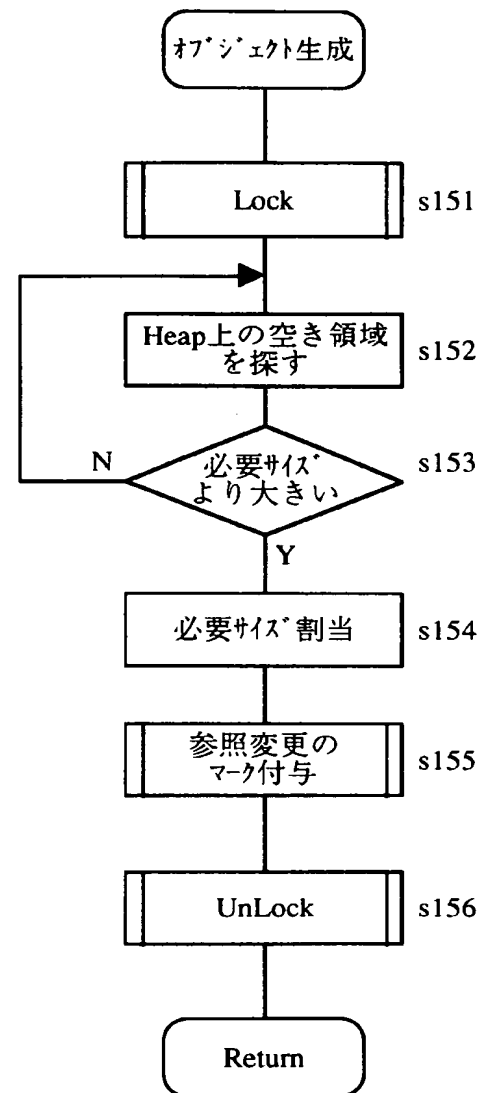 ｵﾌﾞｼﾞｪｸﾄ生成
Lock
s151
Heap上の空き領域
を探す
s152
N
必要ｻｲｽﾞ
より大きい
s153
Y
必要ｻｲｽﾞ割当
s154
参照変更の
ﾏｰｸ付与
s155
UnLock
s156
Return